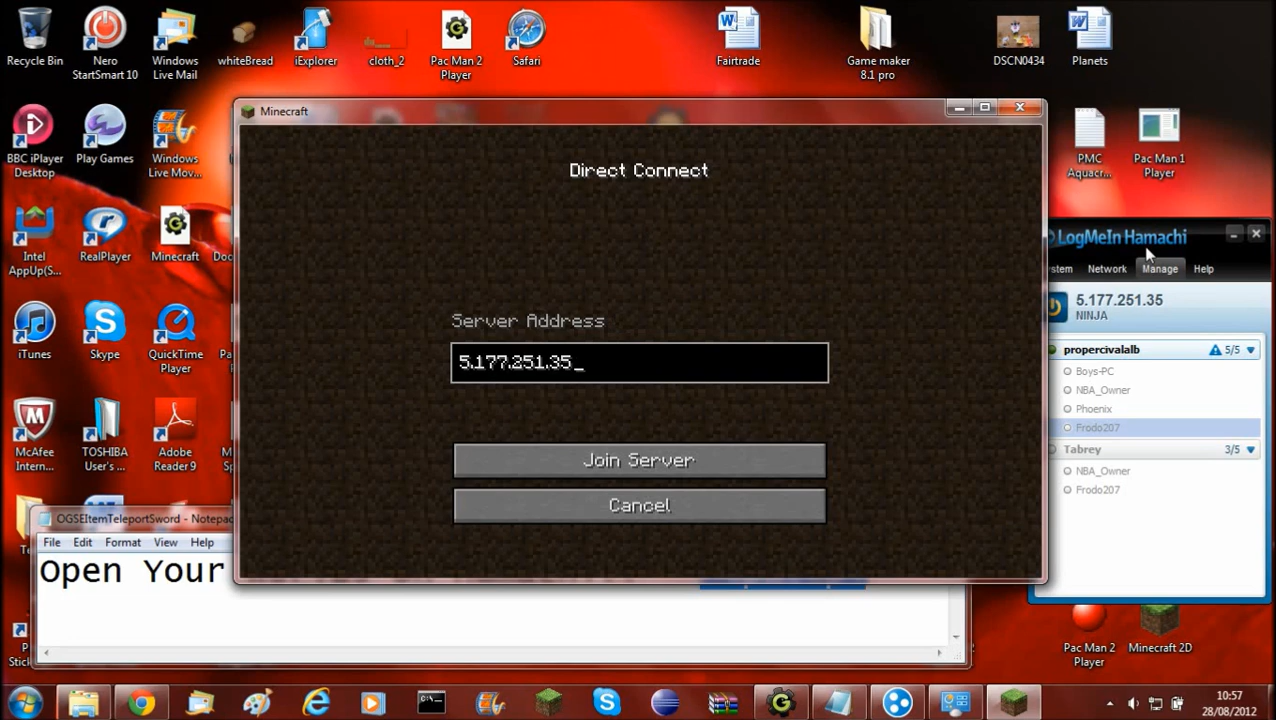 Recycle Bin
Nero StartSmart 10
Windows Live Mail
whiteBread
iExplorer
cloth_2
Pac Man 2 Player
Safari
Fairtrade
Game maker 8.1 pro
DSCN0434
Planets
BBC iPlayer Desktop
Play Games
Windows Live Mov...
PMC Aquacr...
Pac Man 1 Player
Intel AppUp(S...
RealPlayer
Minecraft
iTunes
Skype
QuickTime Player
McAfee Intern...
TOSHIBA User's ...
Adobe Reader 9
Minecraft
Direct Connect
Server Address
5.177.251.35_
Join Server
Cancel
LogMeIn Hamachi
stem Network Manage Help
5.177.251.35
NINJA
propercivalalb 5/5
Boys-PC
NBA_Owner
Phoenix
Frodo207
Tabrey 3/5
NBA_Owner
Frodo207
OGSEItemTeleportSword - Notepa
File Edit Format View Help
Open Your
Pac Man 2 Player
Minecraft 2D
10:57
28/08/2012